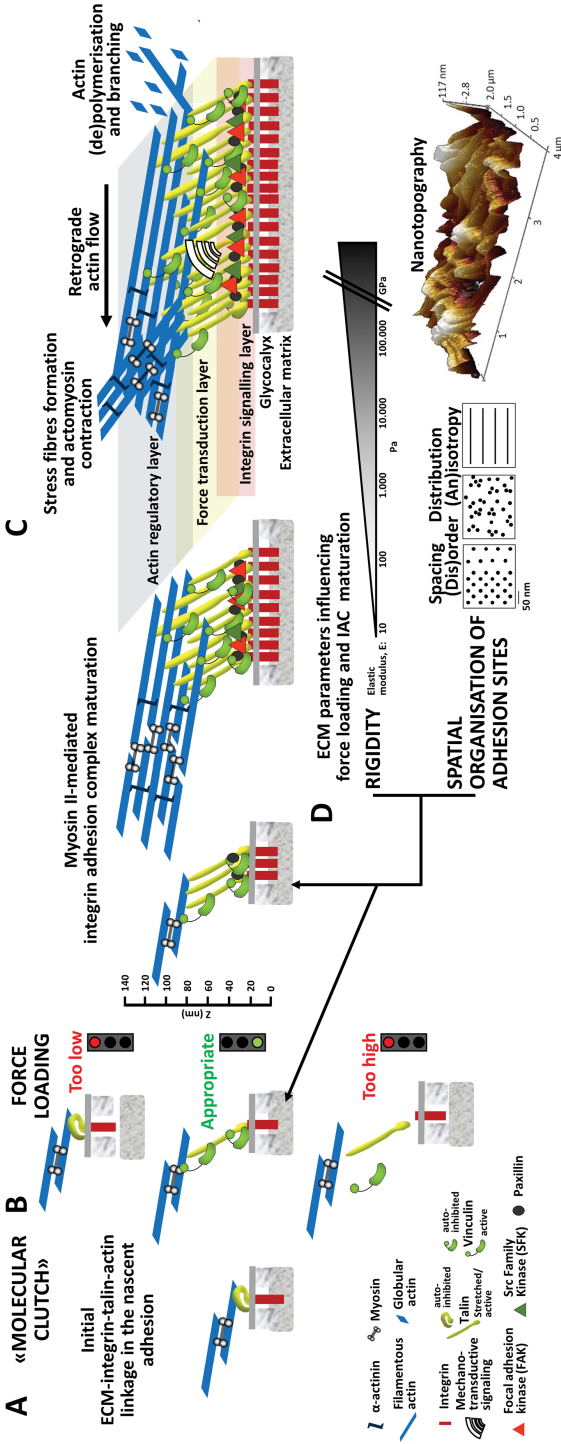 A
«MOLECULAR
CLUTCH»
Initial
ECM-integrin-talin-actin
linkage in the nascent
adhesion
B
FORCE
LOADING
Too low
Appropriate
Too high
Z (nm)
140
120
100
80
60
40
20
0
Myosin II-mediated
integrin adhesion complex maturation
C
Stress fibres formation
and actomyosin
contraction
Retrograde
actin flow
Actin
(de)polymerisation
and branching
Actin regulatory layer
Force transduction layer
Integrin signalling layer
Glycocalyx
Extracellular matrix
D
ECM parameters influencing
force loading and IAC maturation
RIGIDITY
Elastic
modulus, E:
10
100
1.000
10.000
100.000
GPa
Pa
SPATIAL
ORGANISATION OF
ADHESION SITES
Spacing
(Dis)order
Distribution
(An)isotropy
50 nm
Nanotopography
117 nm
-2.8
2.0 µm
1.5
1.0
0.5
1
2
3
4 µm
α-actinin
Myosin
Filamentous
actin
Globular
actin
Integrin
Mechano-
transductive
signaling
auto-
inhibited
Talin
Stretched/
active
auto-
inhibited
Vinculin
active
Focal adhesion
kinase (FAK)
Src Family
Kinase (SFK)
Paxillin